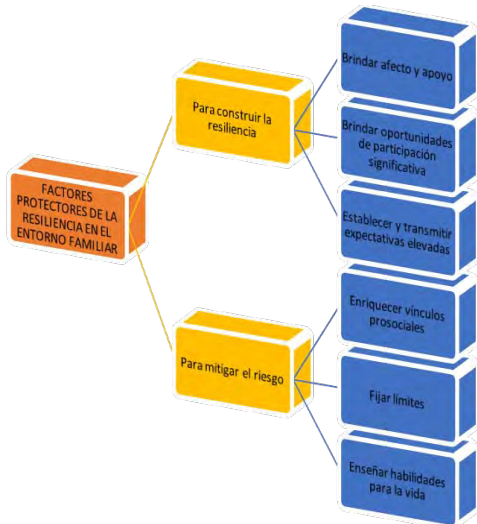 FACTORES
PROTECTORES DE LA
RESILIENCIA EN EL
ENTORNO FAMILIAR
Para construir la
resiliencia
Brindar afecto y apoyo
Brindar oportunidades
de participación
significativa
Establecer y transmitir
expectativas elevadas
Para mitigar el riesgo
Enriquecer vínculos
prosociales
Fijar límites
Enseñar habilidades
para la vida